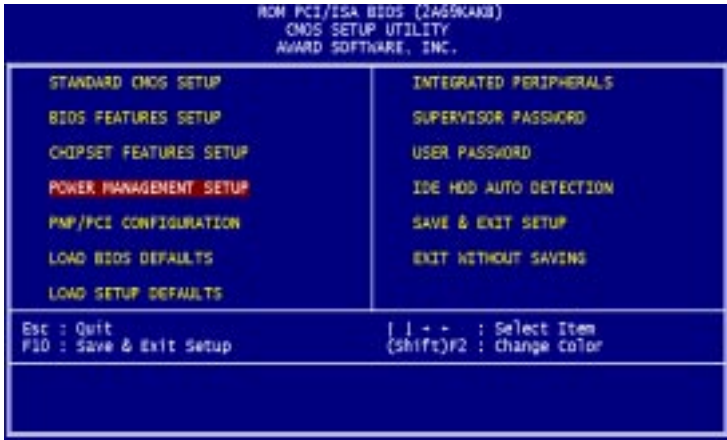 ROM PCI/ISA BIOS (2A69KAKB)
CMOS SETUP UTILITY
AWARD SOFTWARE, INC.
STANDARD CMOS SETUP
BIOS FEATURES SETUP
CHIPSET FEATURES SETUP
POWER MANAGEMENT SETUP
PNP/PCI CONFIGURATION
LOAD BIOS DEFAULTS
LOAD SETUP DEFAULTS
INTEGRATED PERIPHERALS
SUPERVISOR PASSWORD
USER PASSWORD
IDE HDD AUTO DETECTION
SAVE & EXIT SETUP
EXIT WITHOUT SAVING
Esc : Quit
F10 : Save & Exit Setup
: Select Item
(Shift)F2 : Change Color